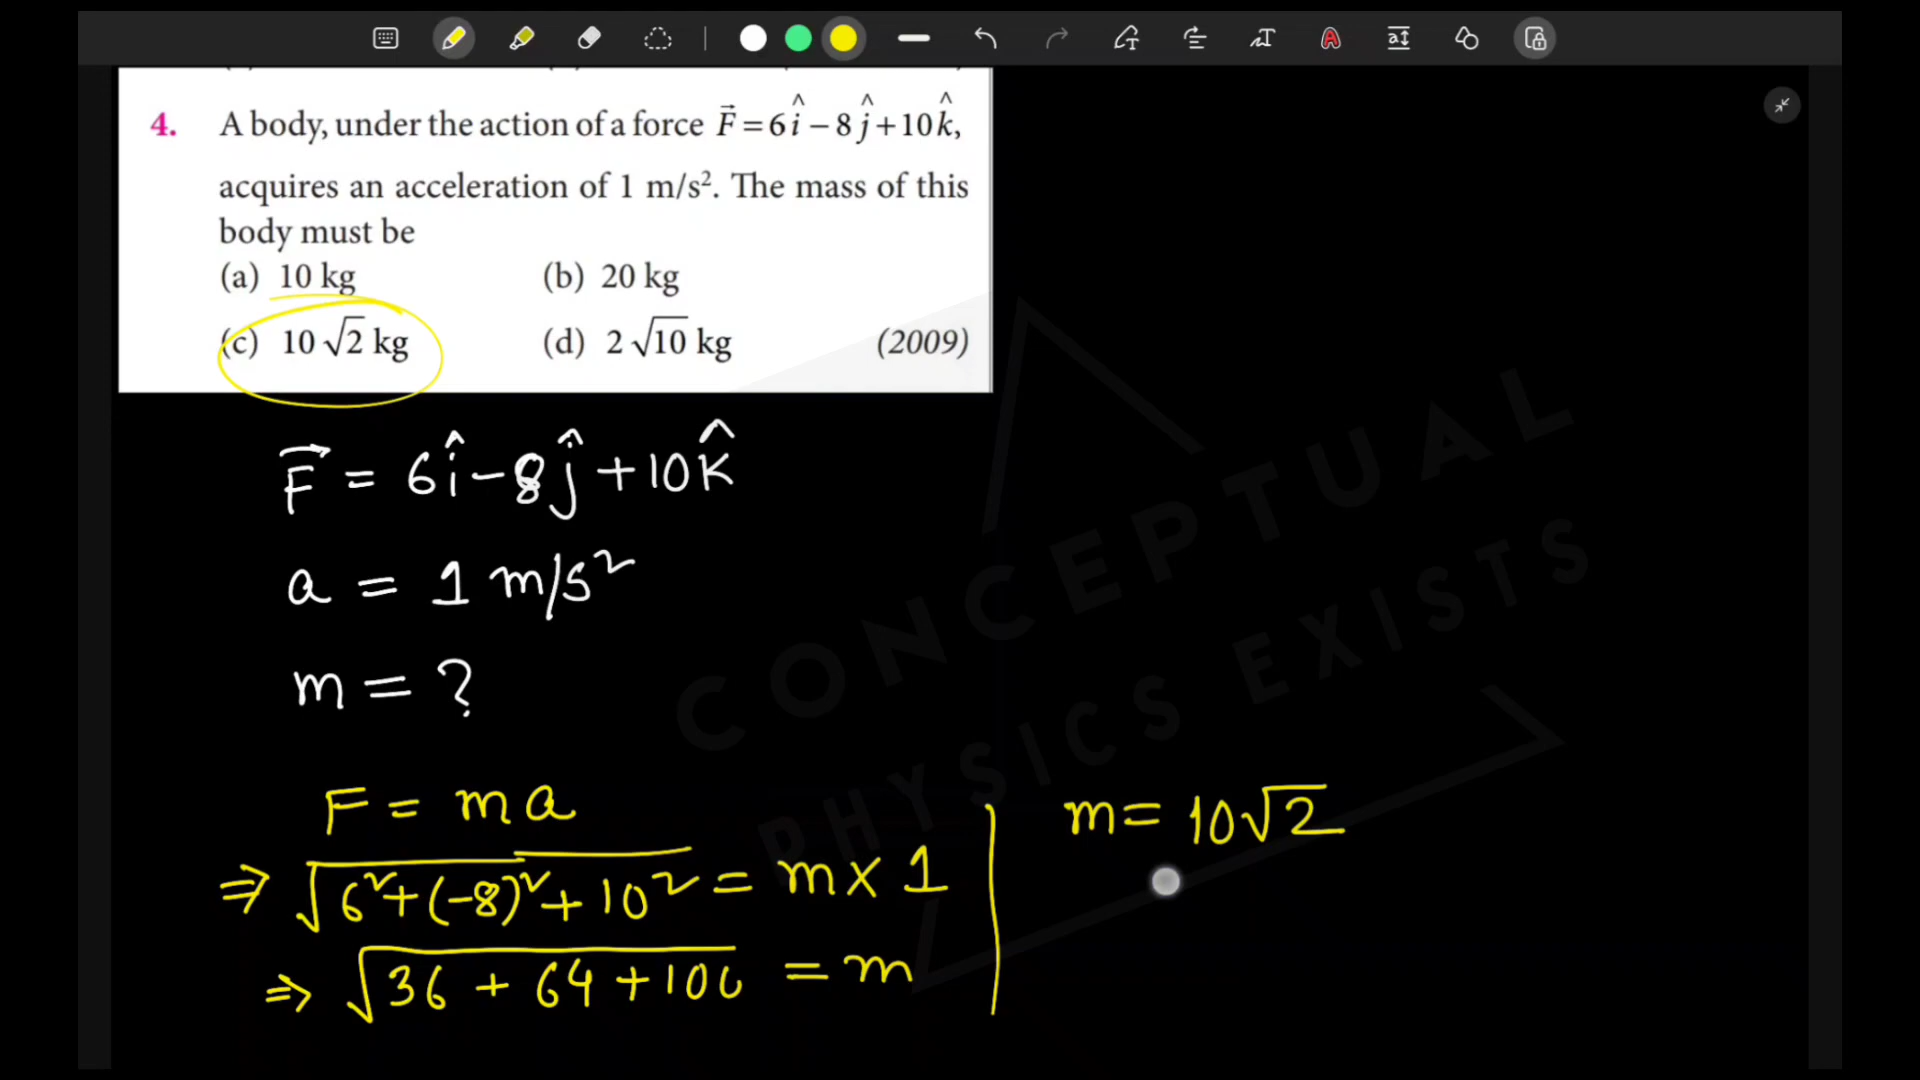 4. A body, under the action of a force F⃗ = 6î − 8ĵ + 10k̂,
acquires an acceleration of 1 m/s². The mass of this
body must be
(a) 10 kg (b) 20 kg
(c) 10√2 kg (d) 2√10 kg (2009)
F⃗ = 6î − 8ĵ + 10k̂
a = 1 m/s²
m = ?
F = ma
⇒ √(6² + (−8)² + 10²) = m × 1
⇒ √(36 + 64 + 100) = m
m = 10√2
CONCEPTUAL
PHYSICS EXISTS